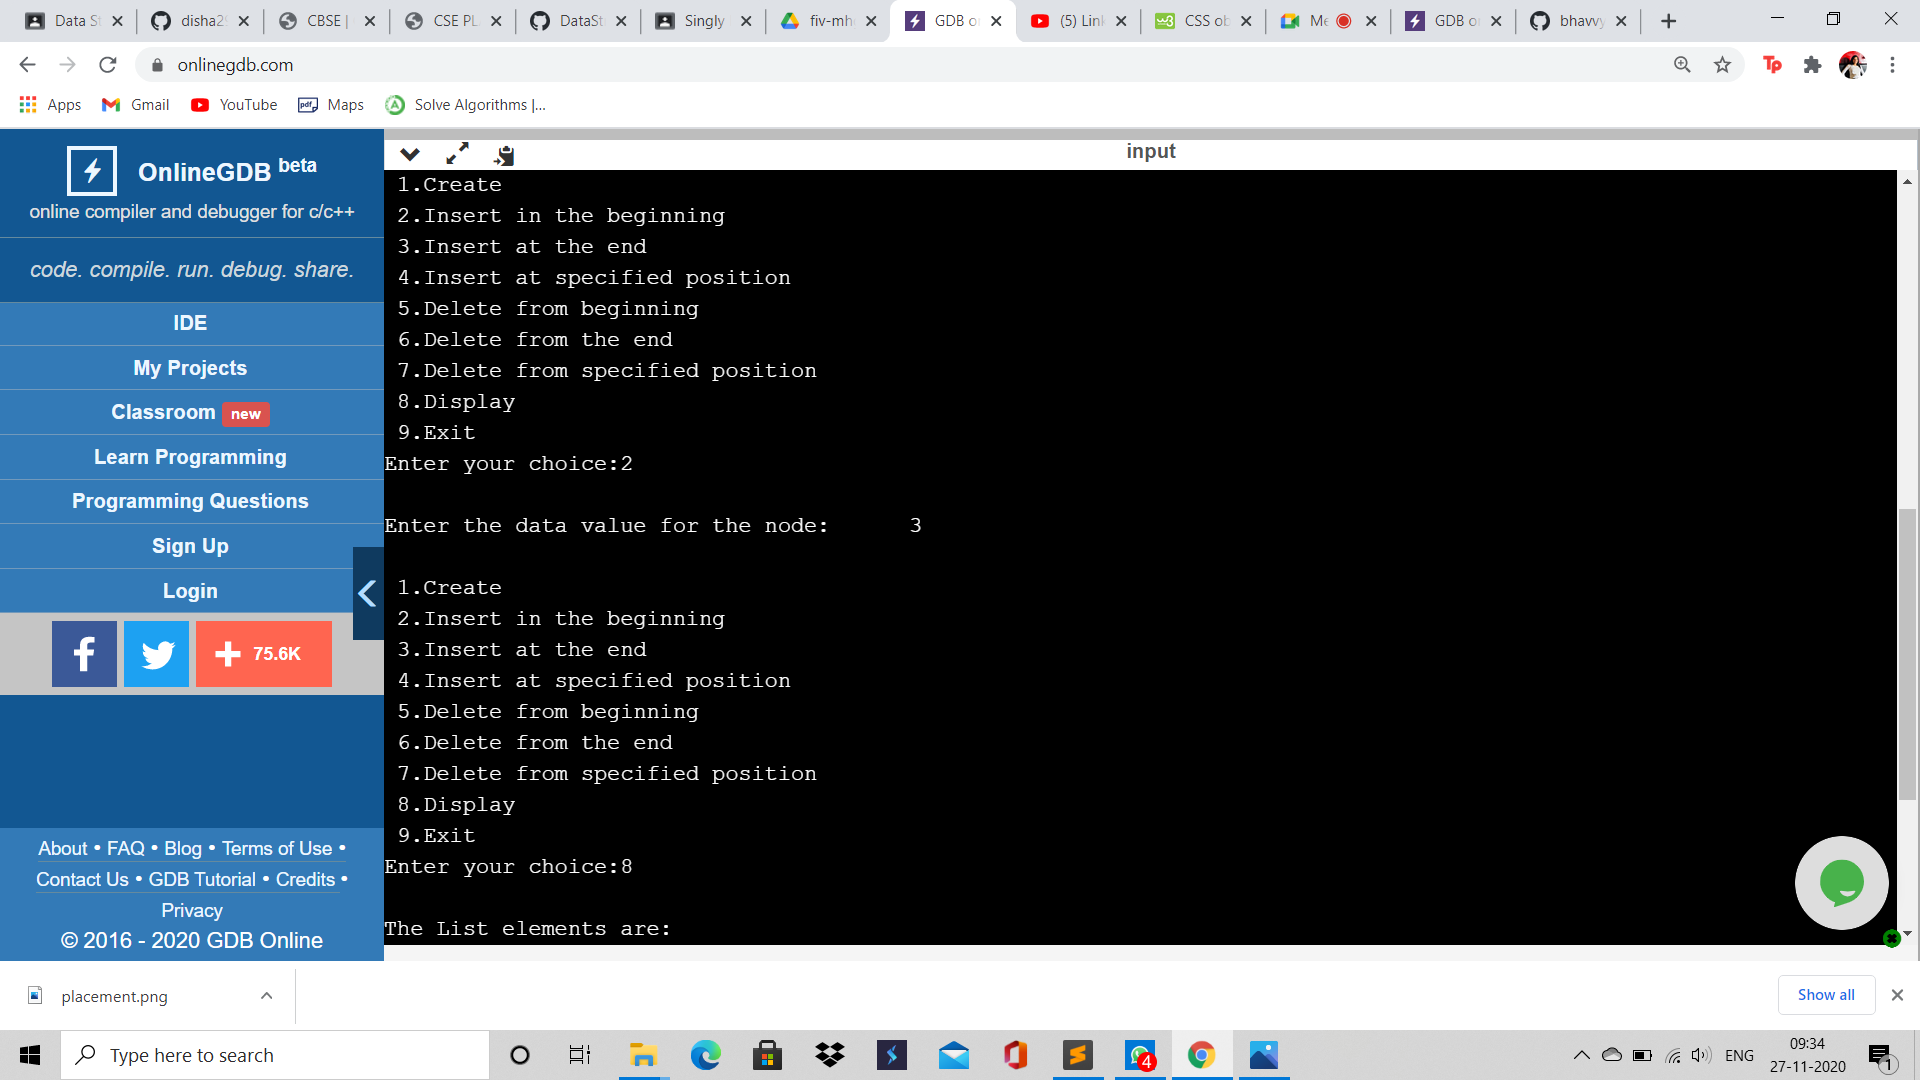 Data St
disha29
CBSE |
CSE PL
DataSt
Singly
fiv-mhe
GDB o
(5) Link
CSS ob
Me
GDB o
bhavvy
onlinegdb.com
Apps
Gmail
YouTube
Maps
Solve Algorithms |...
OnlineGDB beta
online compiler and debugger for c/c++
code. compile. run. debug. share.
IDE
My Projects
Classroom new
Learn Programming
Programming Questions
Sign Up
Login
75.6K
About • FAQ • Blog • Terms of Use •
Contact Us • GDB Tutorial • Credits •
Privacy
© 2016 - 2020 GDB Online
input
1.Create
2.Insert in the beginning
3.Insert at the end
4.Insert at specified position
5.Delete from beginning
6.Delete from the end
7.Delete from specified position
8.Display
9.Exit
Enter your choice:2
Enter the data value for the node: 3
1.Create
2.Insert in the beginning
3.Insert at the end
4.Insert at specified position
5.Delete from beginning
6.Delete from the end
7.Delete from specified position
8.Display
9.Exit
Enter your choice:8
The List elements are:
placement.png
Show all
Type here to search
4
ENG
09:34
27-11-2020
1